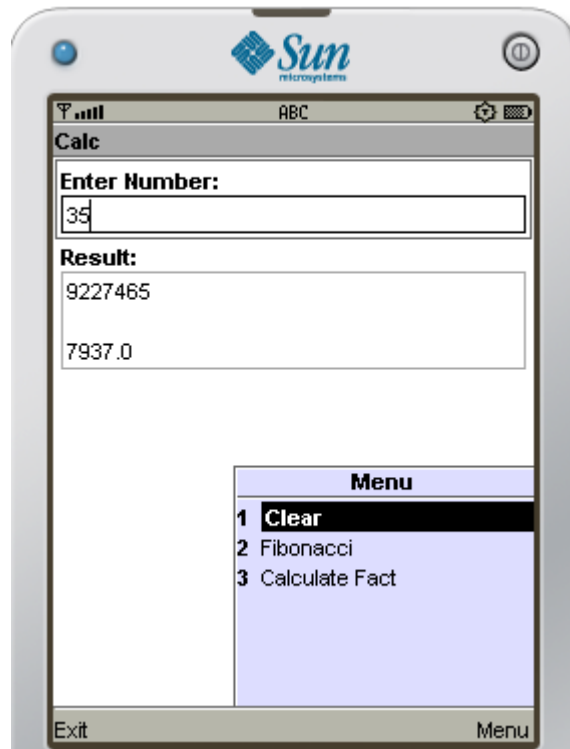 Sun
microsystems
ABC
Calc
Enter Number:
35
Result:
9227465
7937.0
Menu
1 Clear
2 Fibonacci
3 Calculate Fact
Exit Menu